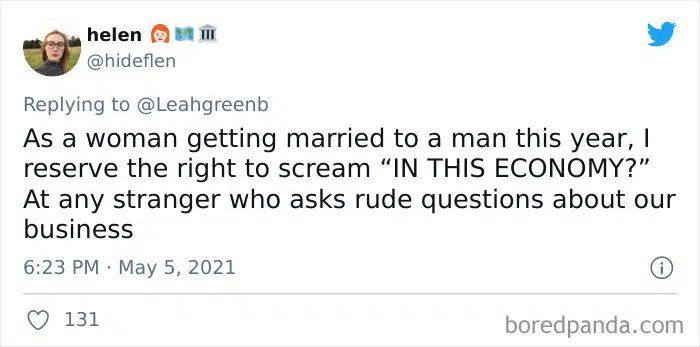 helen 👩🏻‍🦰🗺️🏛️
@hideflen
Replying to @Leahgreenb
As a woman getting married to a man this year, I
reserve the right to scream “IN THIS ECONOMY?”
At any stranger who asks rude questions about our
business
6:23 PM · May 5, 2021
131
boredpanda.com